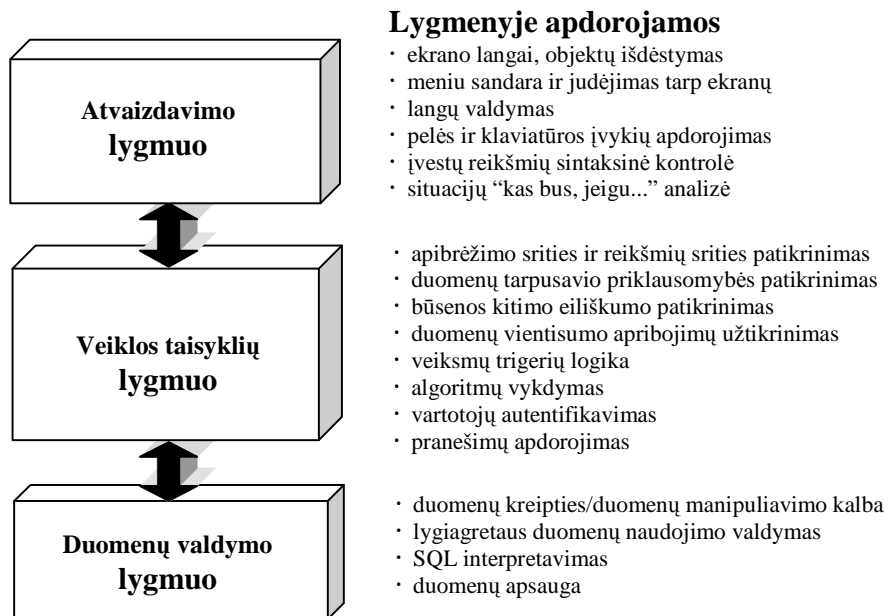 Lygmenyje apdorojamos
Atvaizdavimo
lygmuo
· ekrano langai, objektų išdėstymas
· meniu sandara ir judėjimas tarp ekranų
· langų valdymas
· pelės ir klaviatūros įvykių apdorojimas
· įvestų reikšmių sintaksinė kontrolė
· situacijų “kas bus, jeigu...” analizė
Veiklos taisyklių
lygmuo
· apibrėžimo srities ir reikšmių srities patikrinimas
· duomenų tarpusavio priklausomybės patikrinimas
· būsenos kitimo eiliškumo patikrinimas
· duomenų vientisumo apribojimų užtikrinimas
· veiksmų trigerių logika
· algoritmų vykdymas
· vartotojų autentifikavimas
· pranešimų apdorojimas
Duomenų valdymo
lygmuo
· duomenų kreipties/duomenų manipuliavimo kalba
· lygiagretaus duomenų naudojimo valdymas
· SQL interpretavimas
· duomenų apsauga